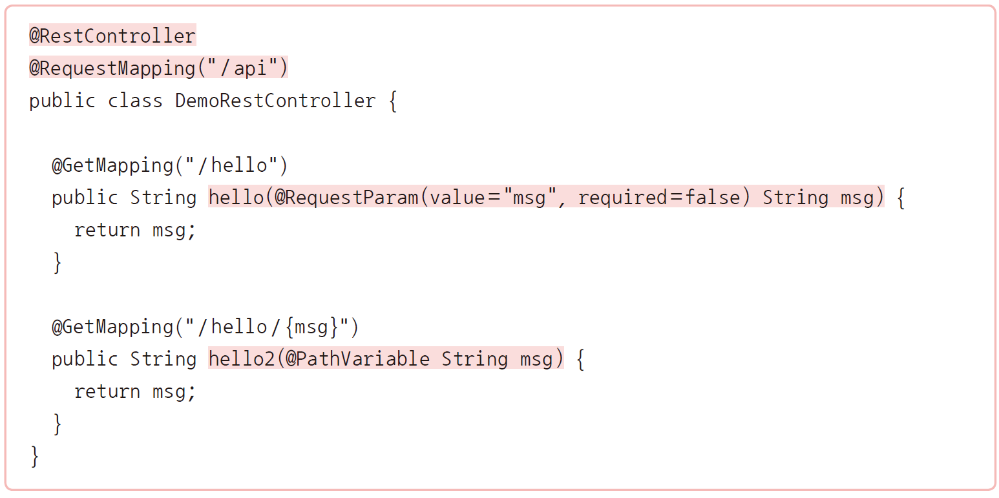 @RestController
@RequestMapping("/api")
public class DemoRestController {
@GetMapping("/hello")
public String hello(@RequestParam(value="msg", required=false) String msg) {
return msg;
}
@GetMapping("/hello/{msg}")
public String hello2(@PathVariable String msg) {
return msg;
}
}